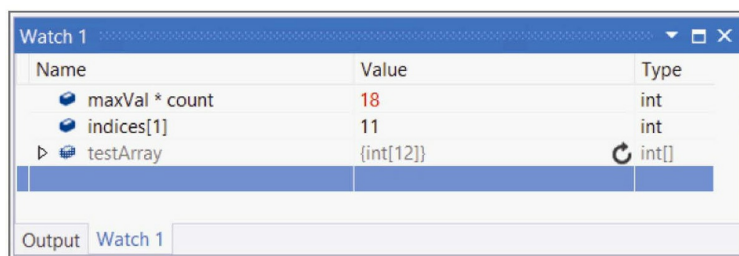 Watch 1
Name Value Type
maxVal * count 18 int
indices[1] 11 int
testArray {int[12]} int[]
Output Watch 1